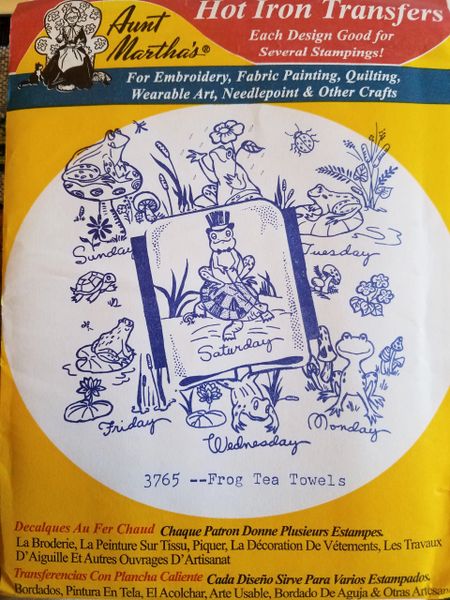 Aunt
Martha's®
Hot Iron Transfers
Each Design Good for
Several Stampings!
For Embroidery, Fabric Painting, Quilting,
Wearable Art, Needlepoint & Other Crafts
Sunday
Tuesday
Saturday
Friday
Monday
Wednesday
3765 --Frog Tea Towels
Decalques Au Fer Chaud Chaque Patron Donne Plusieurs Estampes.
La Broderie, La Peinture Sur Tissu, Piquer, La Décoration De Vétements, Les Travaux
D'Aiguille Et Autres Ouvrages D'Artisanat
Transferencias Con Plancha Caliente Cada Diseño Sirve Para Varios Estampados.
Bordados, Pintura En Tela, El Acolchar, Arte Usable, Bordado De Aguja & Otras Artesan